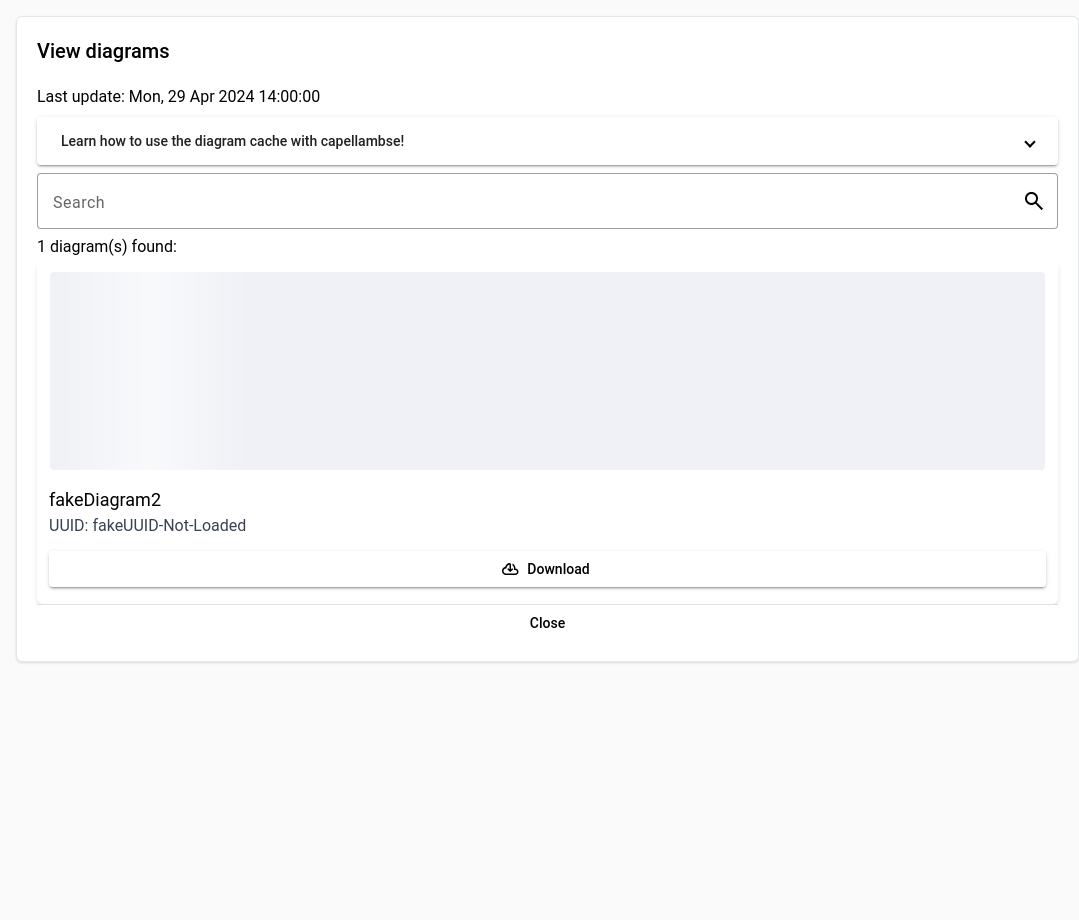 View diagrams
Last update: Mon, 29 Apr 2024 14:00:00
Learn how to use the diagram cache with capellambse!
Search
1 diagram(s) found:
fakeDiagram2
UUID: fakeUUID-Not-Loaded
Download
Close